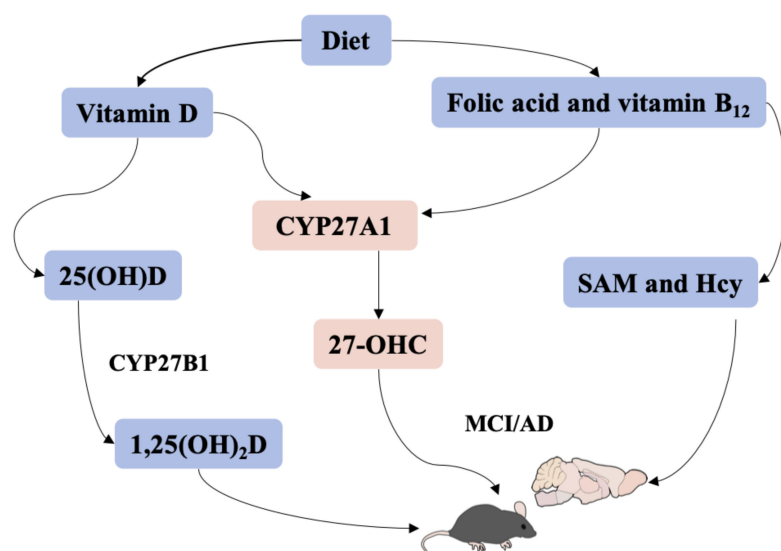 Diet
Vitamin D
Folic acid and vitamin B₁₂
CYP27A1
25(OH)D
SAM and Hcy
27-OHC
CYP27B1
MCI/AD
1,25(OH)₂D